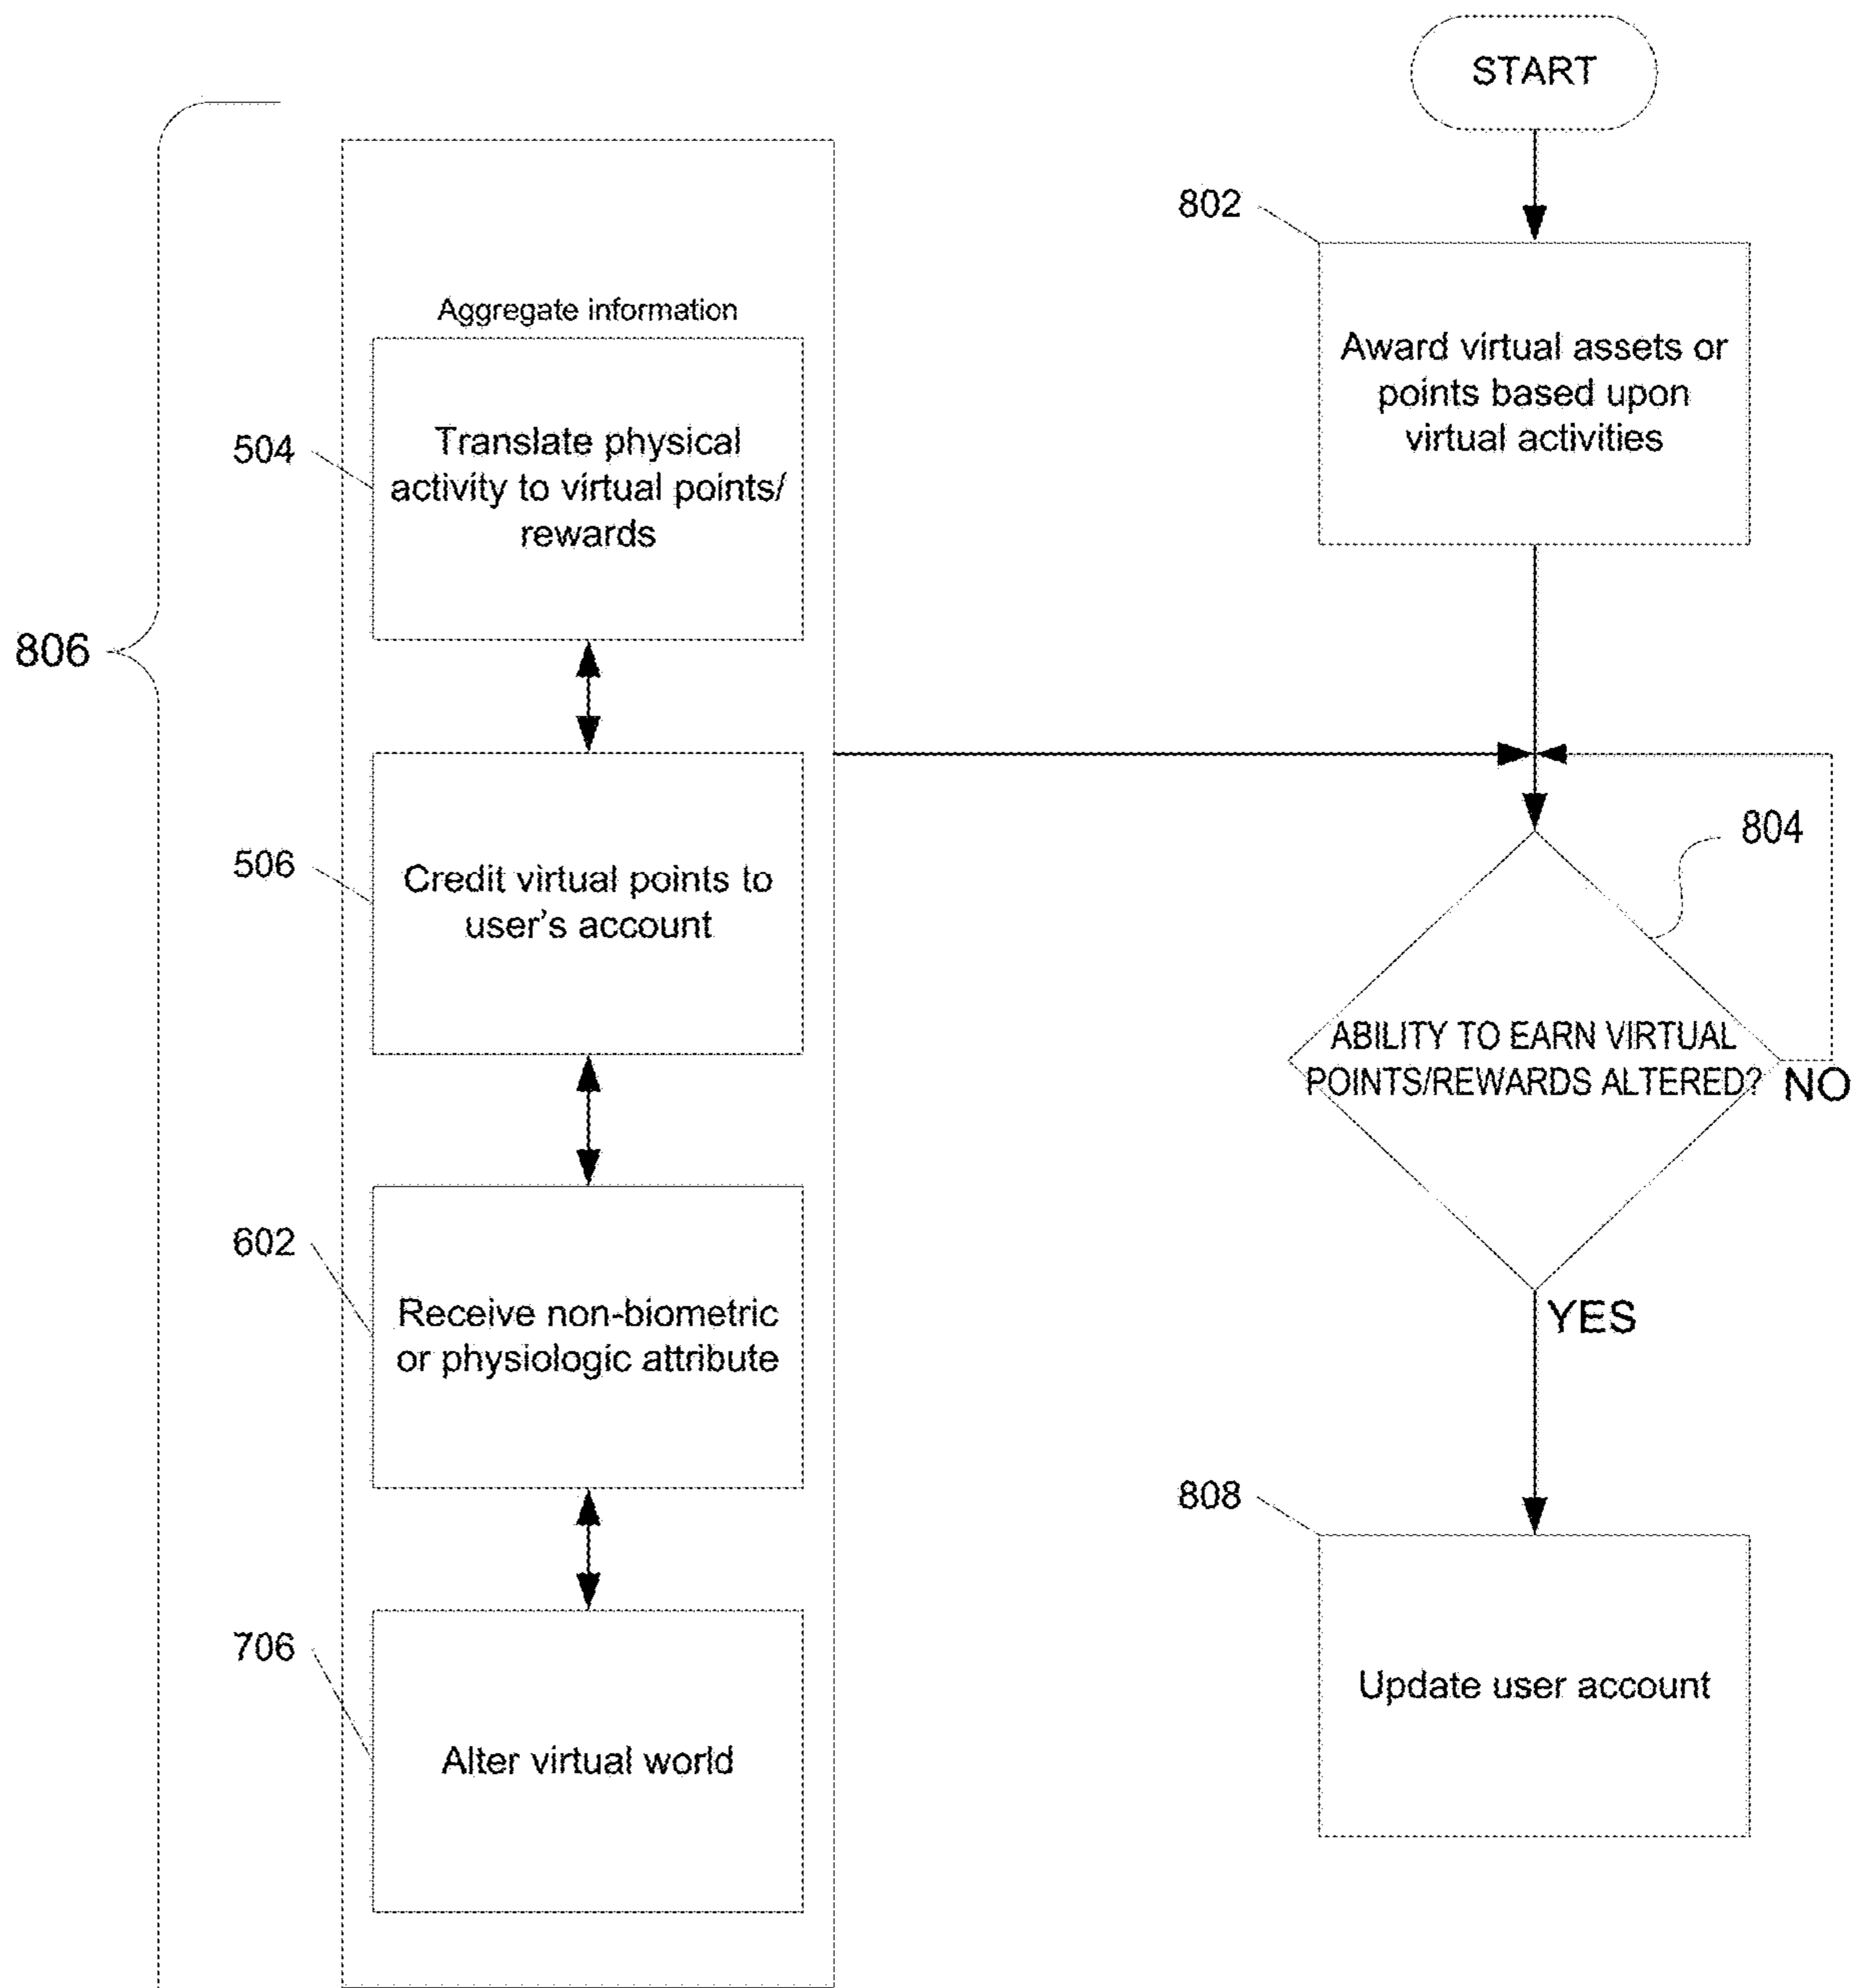 START
802
Award virtual assets or
points based upon
virtual activities
806
Aggregate information
504
Translate physical
activity to virtual points/
rewards
506
Credit virtual points to
user's account
804
ABILITY TO EARN VIRTUAL
POINTS/REWARDS ALTERED?
NO
YES
602
Receive non-biometric
or physiologic attribute
706
Alter virtual world
808
Update user account